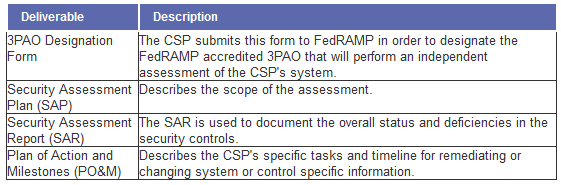 Deliverable Description
3PAO Designation Form The CSP submits this form to FedRAMP in order to designate the
FedRAMP accredited 3PAO that will perform an independent
assessment of the CSP's system.
Security Assessment Plan (SAP) Describes the scope of the assessment.
Security Assessment Report (SAR) The SAR is used to document the overall status and deficiencies in the
security controls.
Plan of Action and Milestones (PO&M) Describes the CSP's specific tasks and timeline for remediating or
changing system or control specific information.